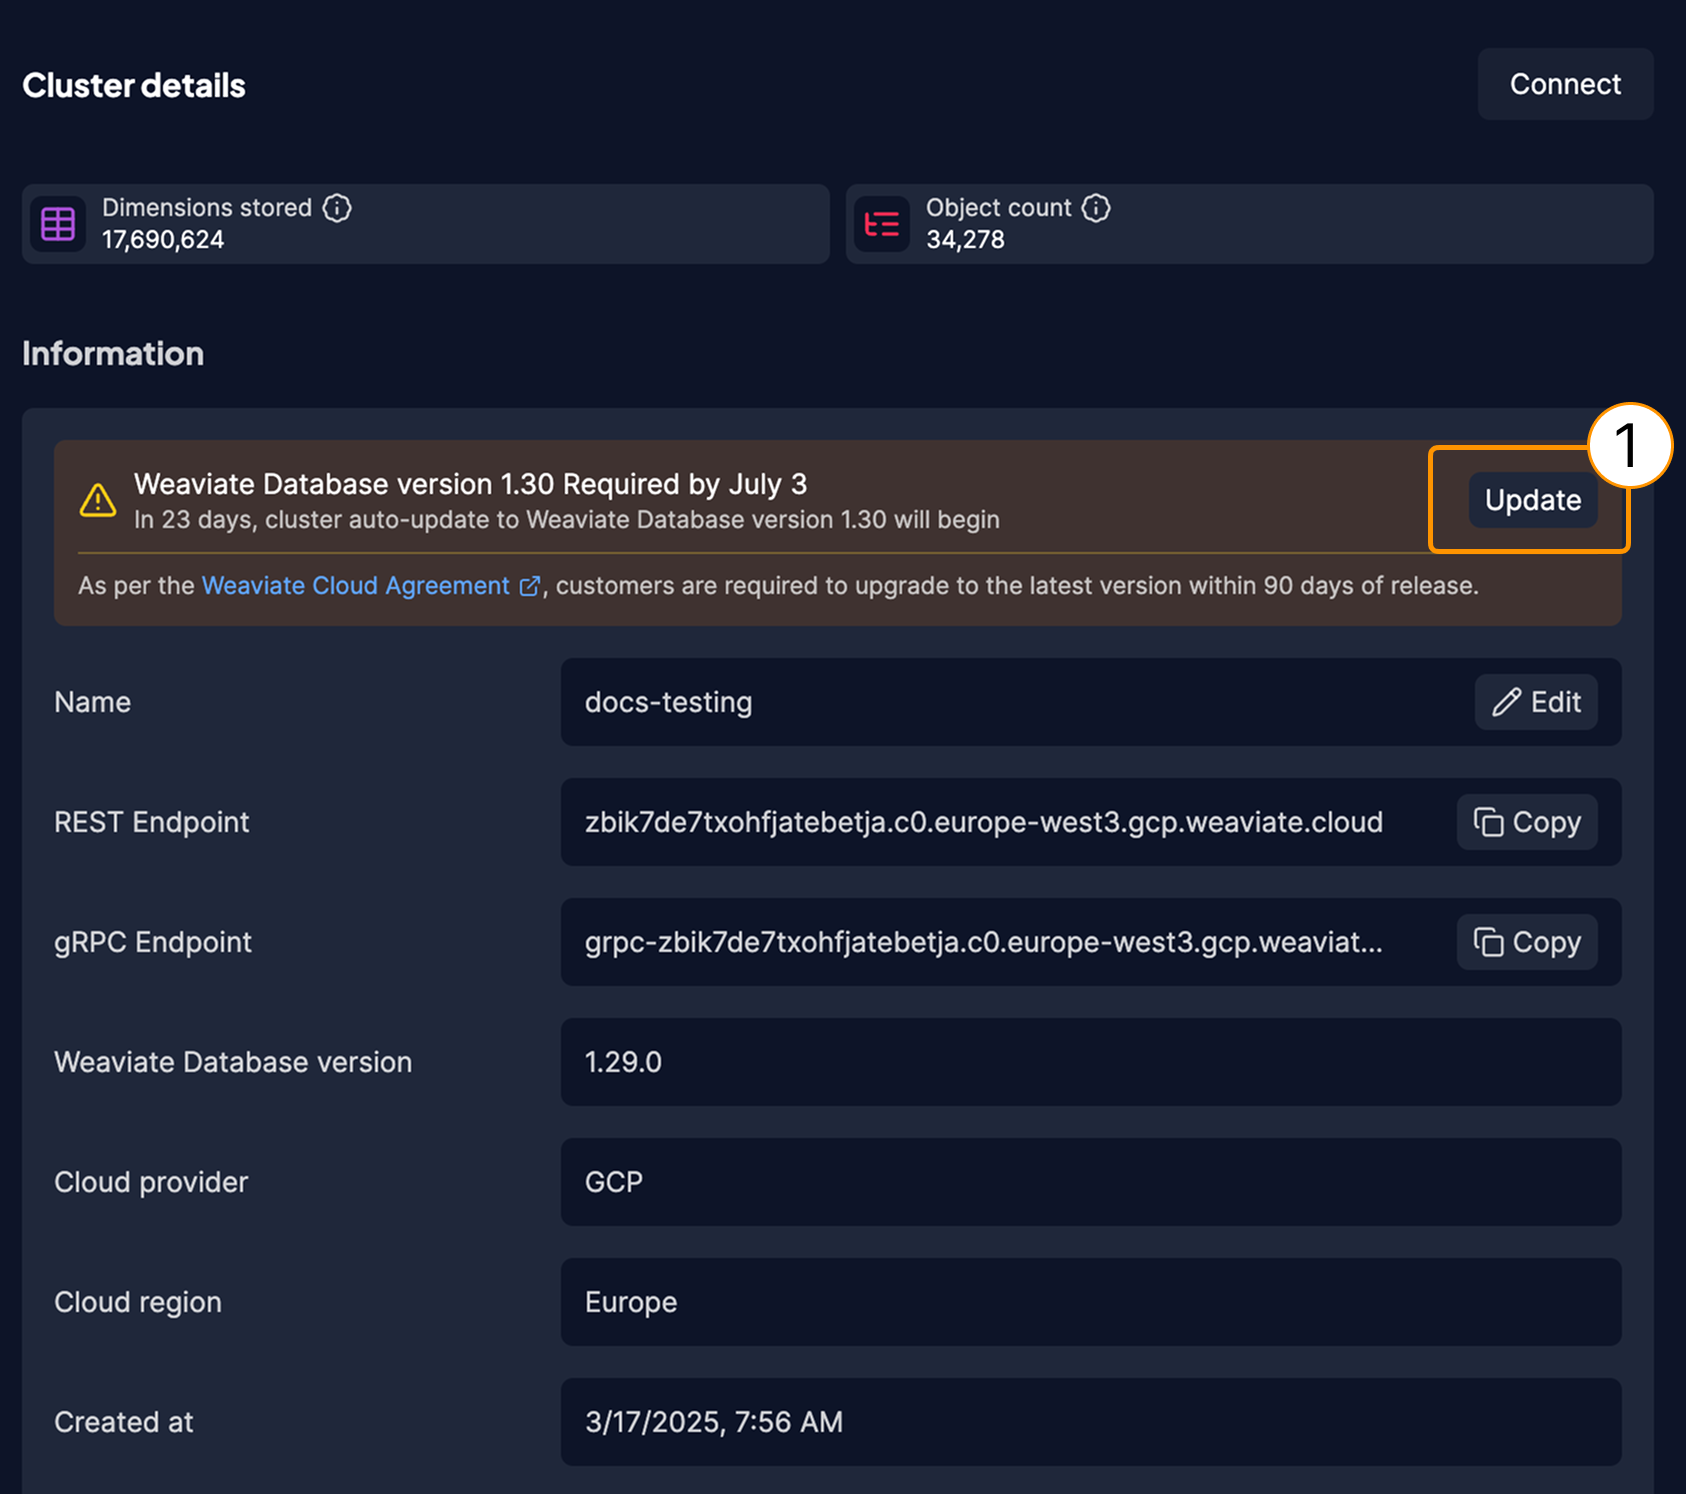 Cluster details
Connect
Dimensions stored
17,690,624
Object count
34,278
Information
1
Weaviate Database version 1.30 Required by July 3
In 23 days, cluster auto-update to Weaviate Database version 1.30 will begin
Update
As per the Weaviate Cloud Agreement, customers are required to upgrade to the latest version within 90 days of release.
Name
docs-testing
Edit
REST Endpoint
zbik7de7txohfjatebetja.c0.europe-west3.gcp.weaviate.cloud
Copy
gRPC Endpoint
grpc-zbik7de7txohfjatebetja.c0.europe-west3.gcp.weaviat...
Copy
Weaviate Database version
1.29.0
Cloud provider
GCP
Cloud region
Europe
Created at
3/17/2025, 7:56 AM